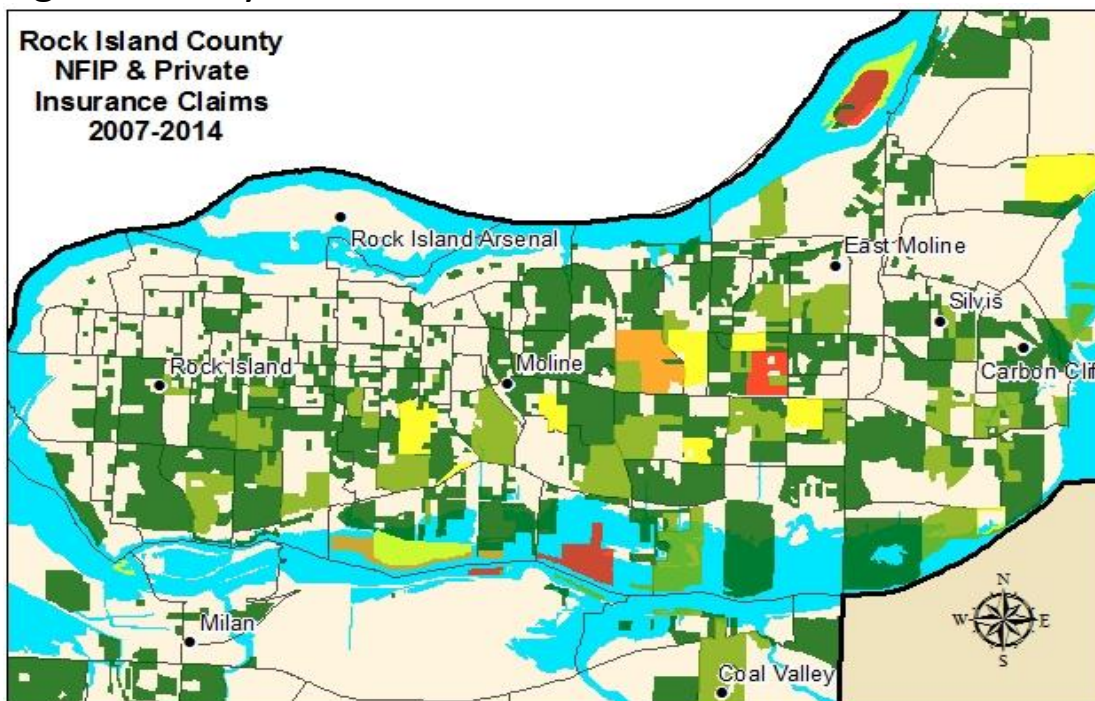 Rock Island County
NFIP & Private
Insurance Claims
2007-2014
Rock Island Arsenal
East Moline
Silvis
Carbon Clif
Rock Island
Moline
Milan
Coal Valley
N
W
E
S